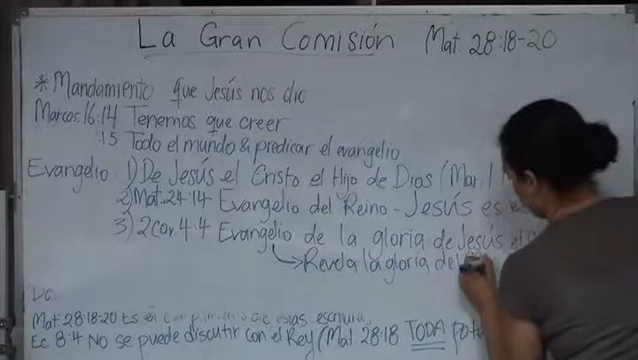 La Gran Comisión Mat 28:18-20
*Mandamiento que Jesús nos dio
Marcos:16:14 Tenemos que creer
:15 Todo el mundo & predicar el evangelio
Evangelio 1) De Jesús el Cristo el Hijo de Dios (Mar. 1
2) Mat. 24:14 Evangelio del Reino - Jesús es e
3) 2 Cor 4:4 Evangelio de la gloria de Jesús el
→ Revela la gloria de
Mat. 28:18-20 Es en
Ec 8:4 No se puede discutir con el Rey (Mat. 28:18 TODA